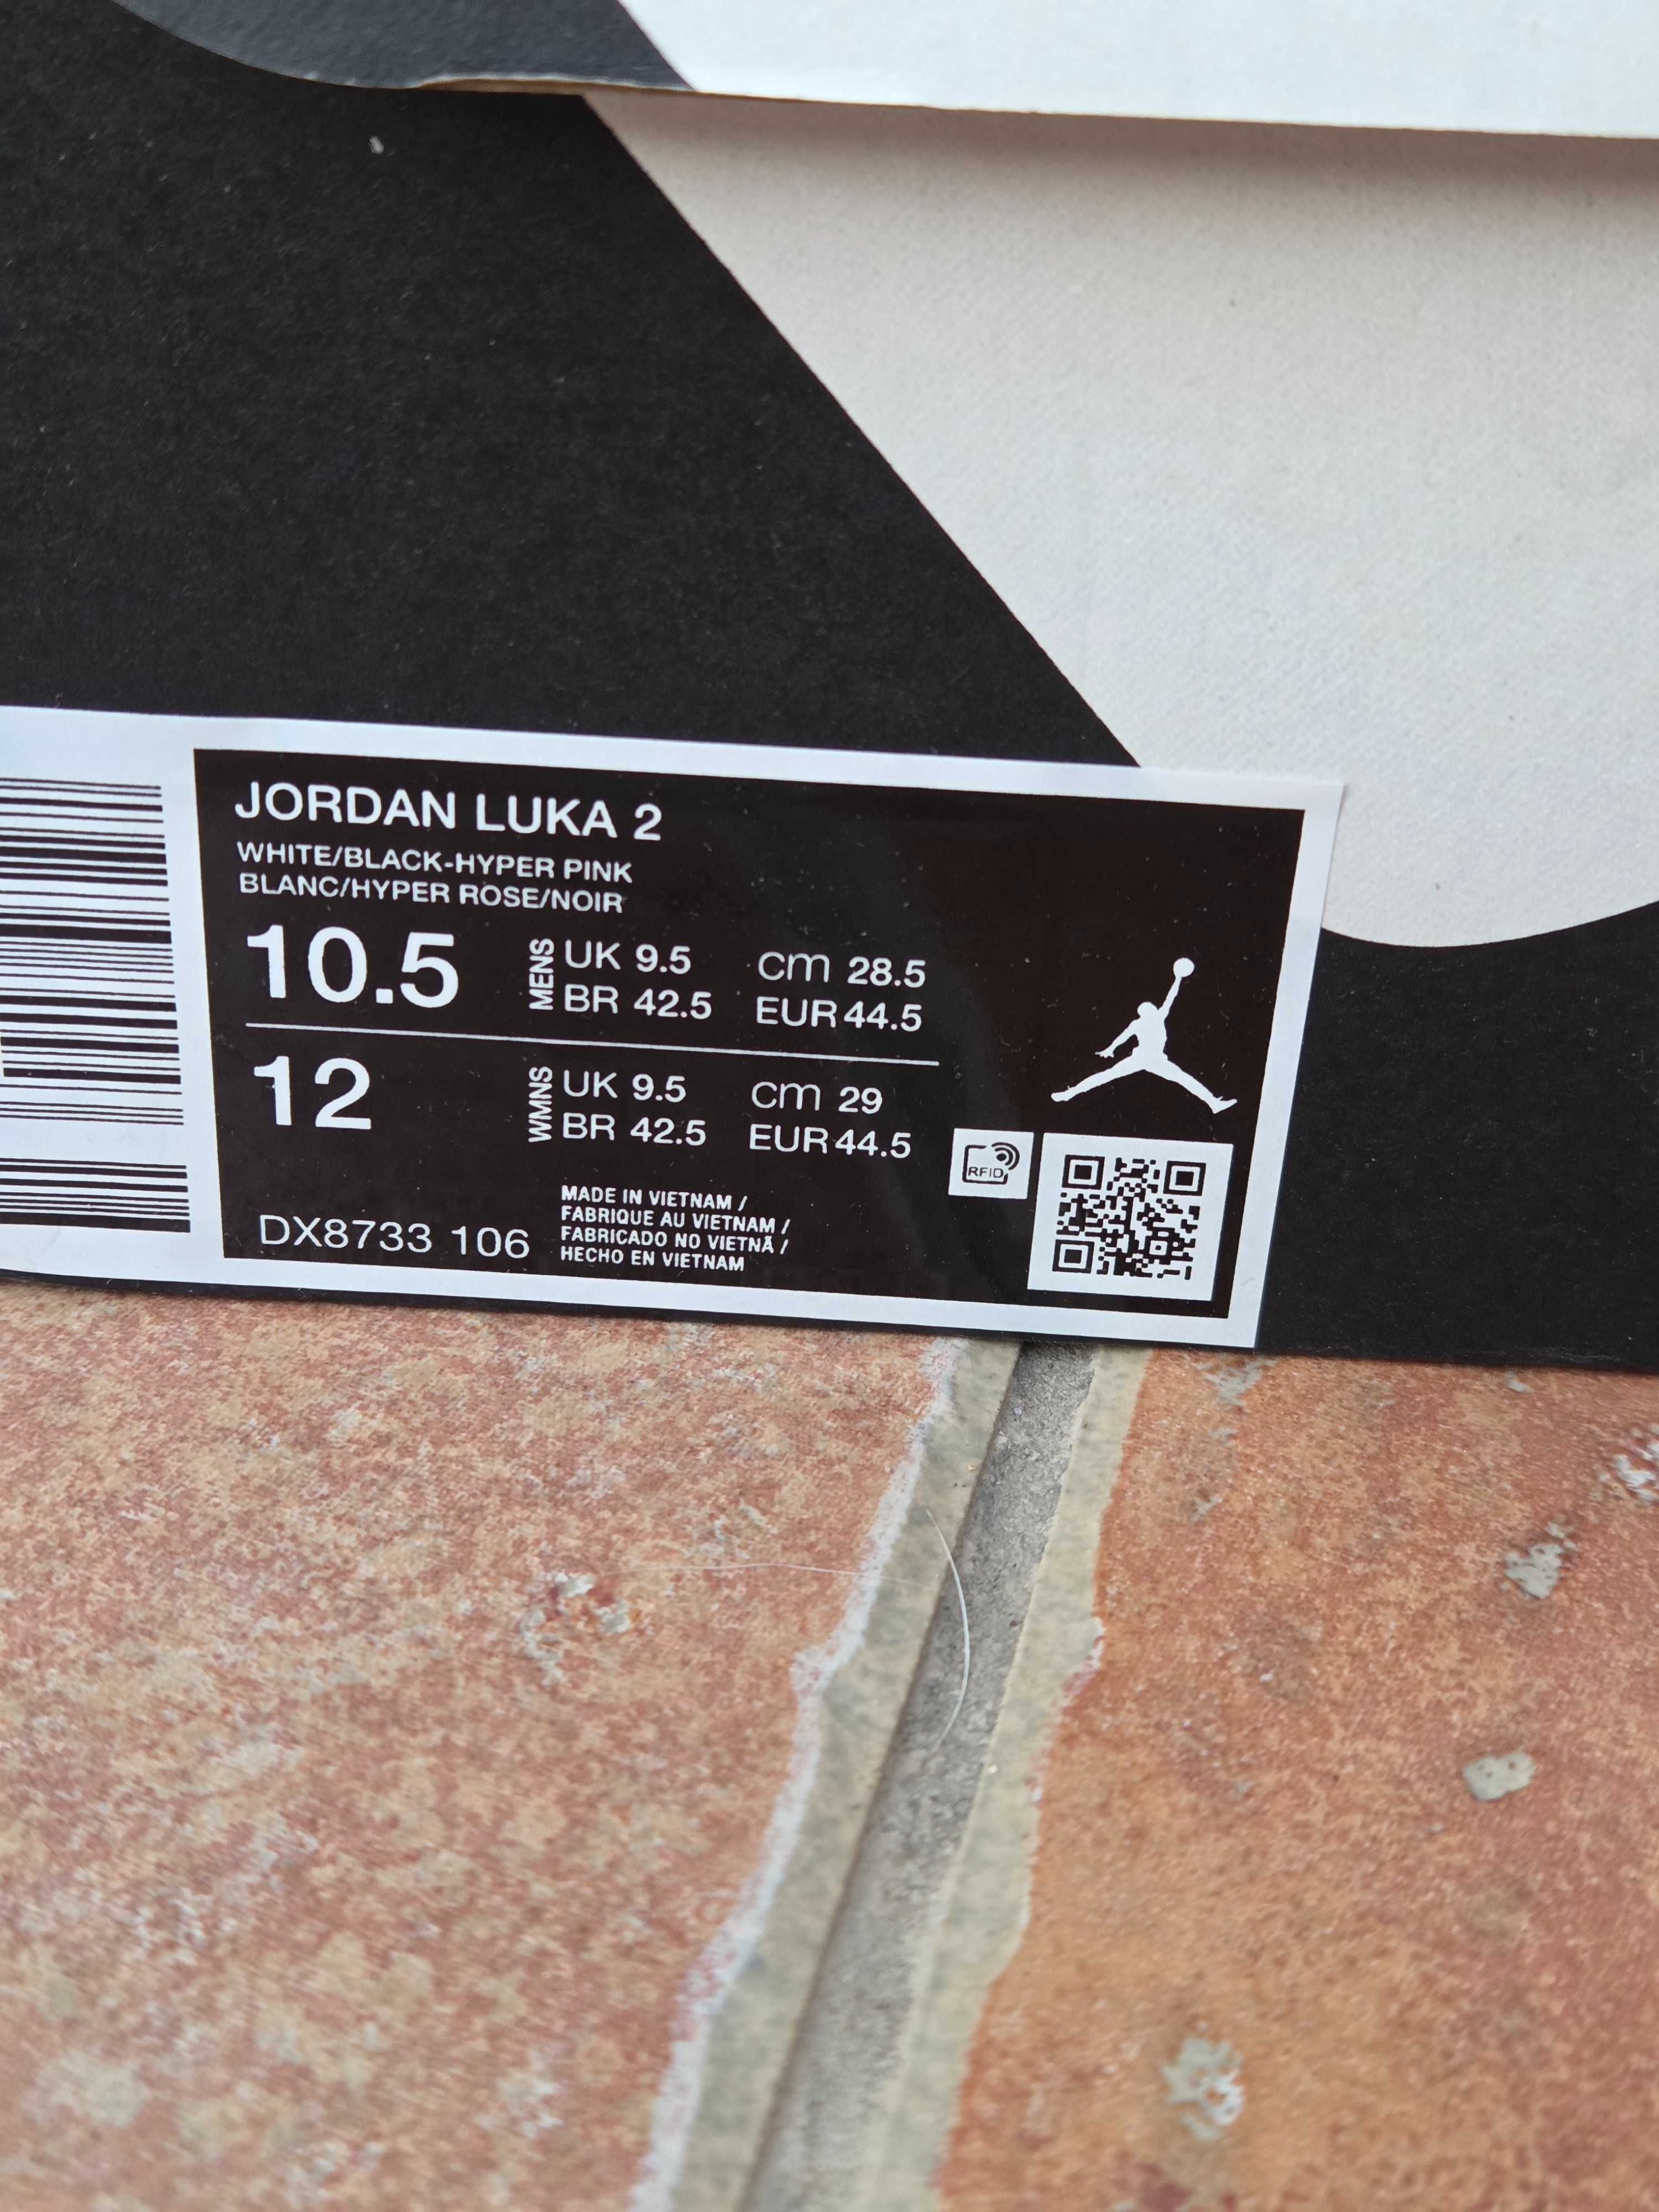 JORDAN LUKA 2
WHITE/BLACK-HYPER PINK
BLANC/HYPER ROSE/NOIR
10.5 MENS UK 9.5 cm 28.5
BR 42.5 EUR 44.5
12 WMNS UK 9.5 cm 29
BR 42.5 EUR 44.5
RFID
DX8733 106
MADE IN VIETNAM /
FABRIQUE AU VIETNAM /
FABRICADO NO VIETNÃ /
HECHO EN VIETNAM